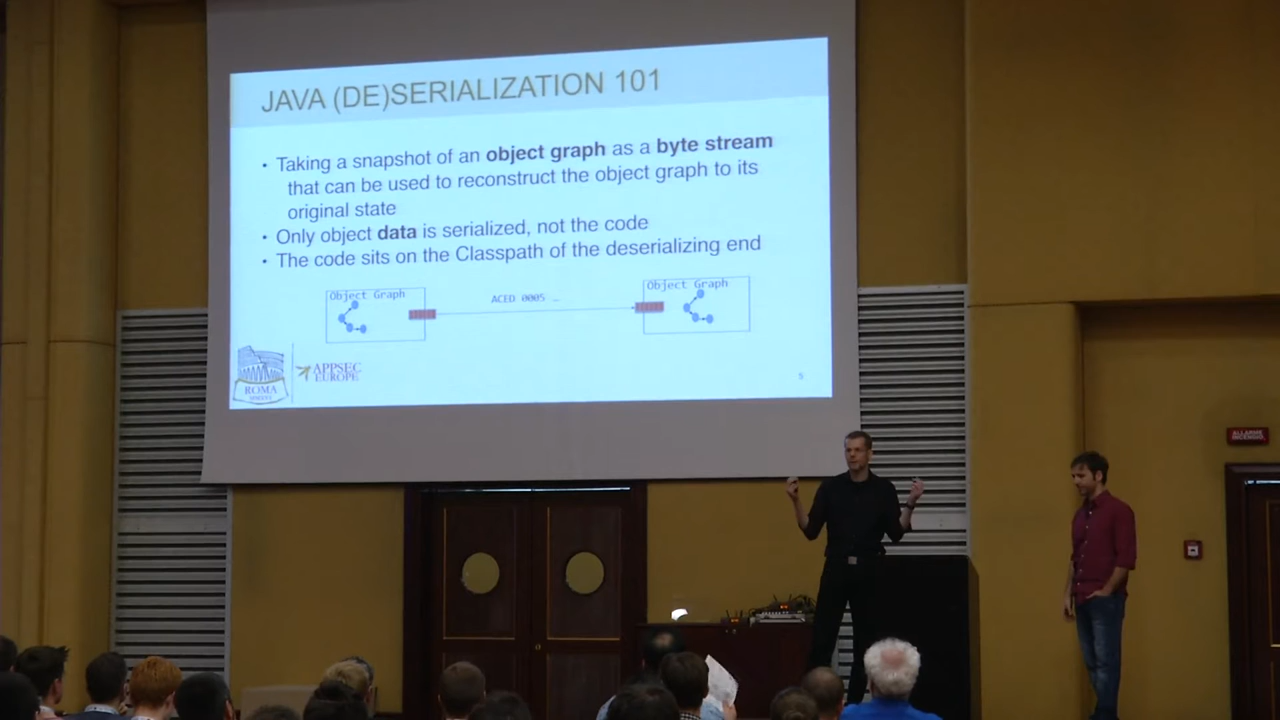 JAVA (DE)SERIALIZATION 101
• Taking a snapshot of an object graph as a byte stream
that can be used to reconstruct the object graph to its
original state
• Only object data is serialized, not the code
• The code sits on the Classpath of the deserializing end
Object Graph
ACED 0005 …
Object Graph
ROMA
APPSEC
EUROPE
5
ALLARME
INCENDIO